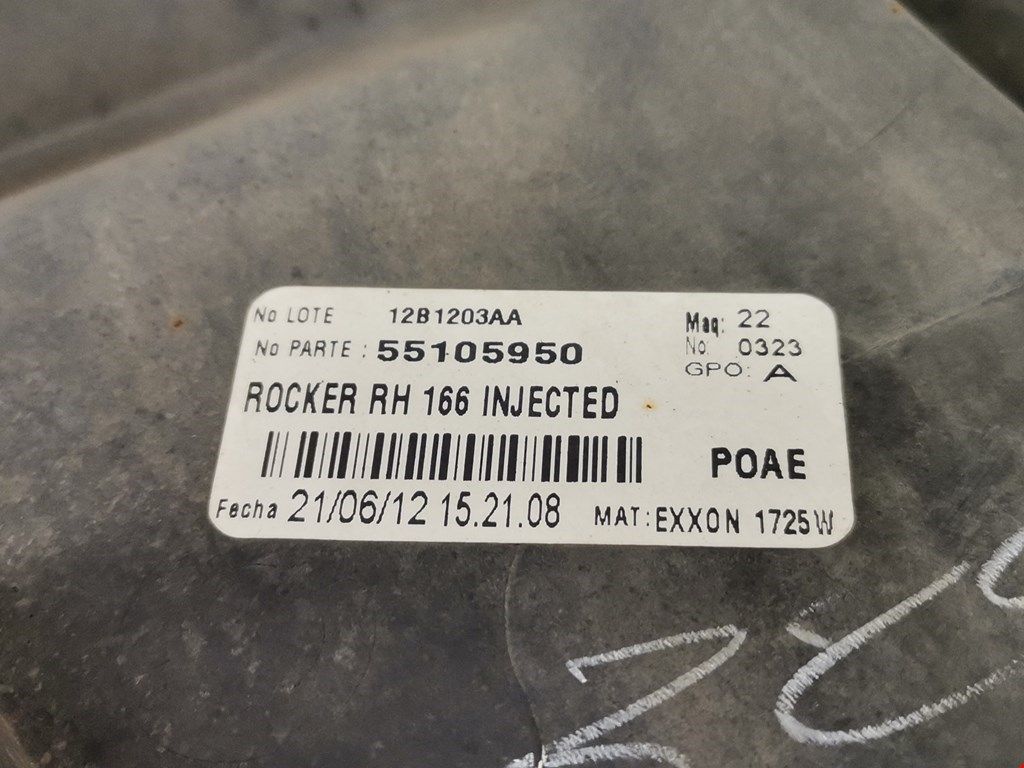 No LOTE 12B1203AA
Maq: 22
No PARTE : 55105950
No: 0323
GPO: A
ROCKER RH 166 INJECTED
POAE
Fecha 21/06/12 15.21.08 MAT: EXXON 1725W